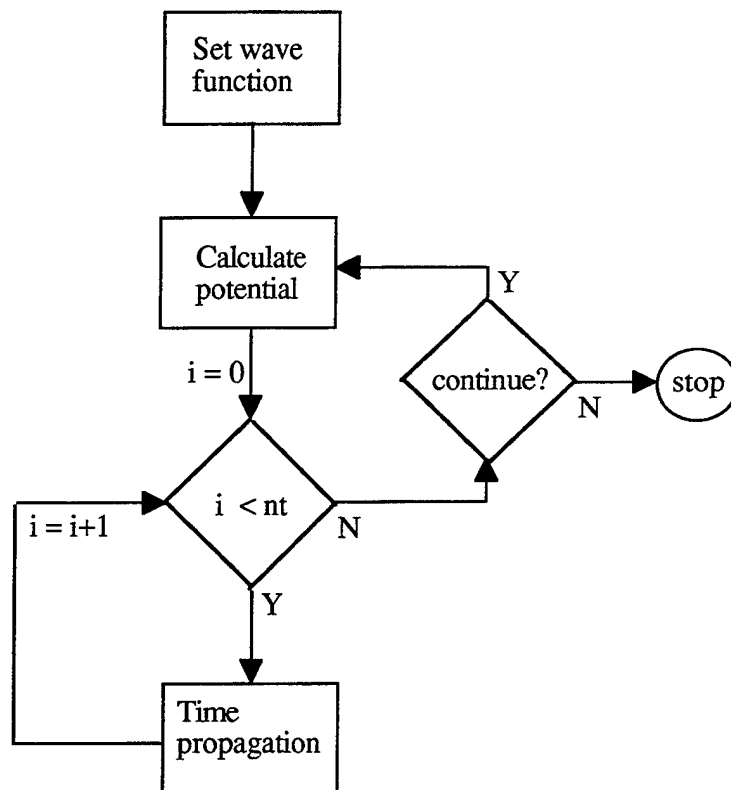 Set wave
function
Calculate
potential
Y
i = 0
continue?
stop
N
i < nt
i = i+1
N
Y
Time
propagation